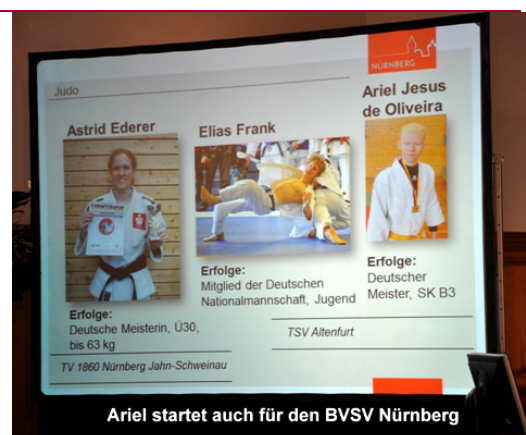 NÜRNBERG
Judo
Astrid Ederer
Erfolge:
Deutsche Meisterin, Ü30,
bis 63 kg
TV 1860 Nürnberg Jahn-Schweinau
Elias Frank
Erfolge:
Mitglied der Deutschen
Nationalmannschaft, Jugend
Ariel Jesus
de Oliveira
Erfolge:
Deutscher
Meister, SK B3
TSV Altenfurt
Ariel startet auch für den BVSV Nürnberg